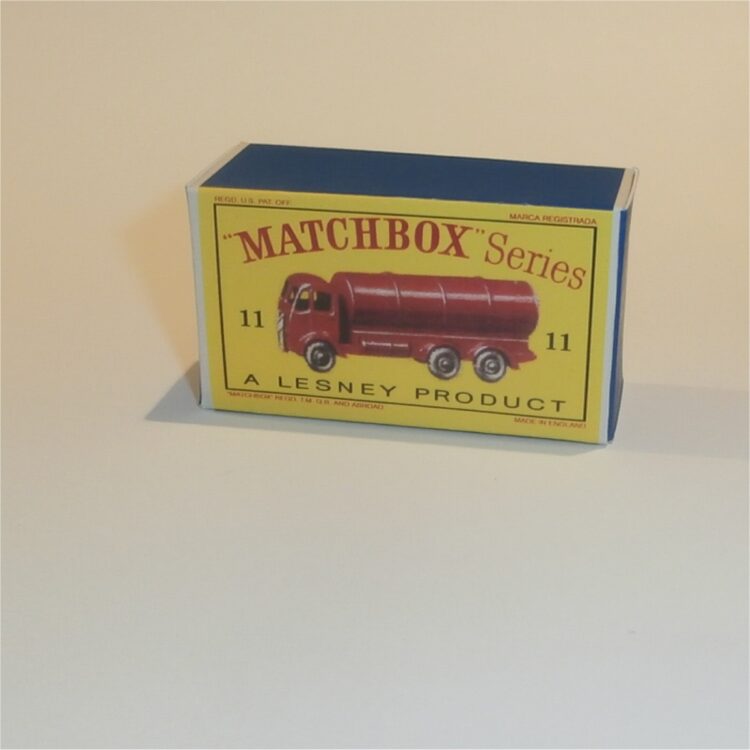 REGD. U.S. PAT. OFF.
MARCA REGISTRADA
"MATCHBOX" Series
11
11
A LESNEY PRODUCT
"MATCHBOX" REGD. T.M. G.B. AND ABROAD
MADE IN ENGLAND